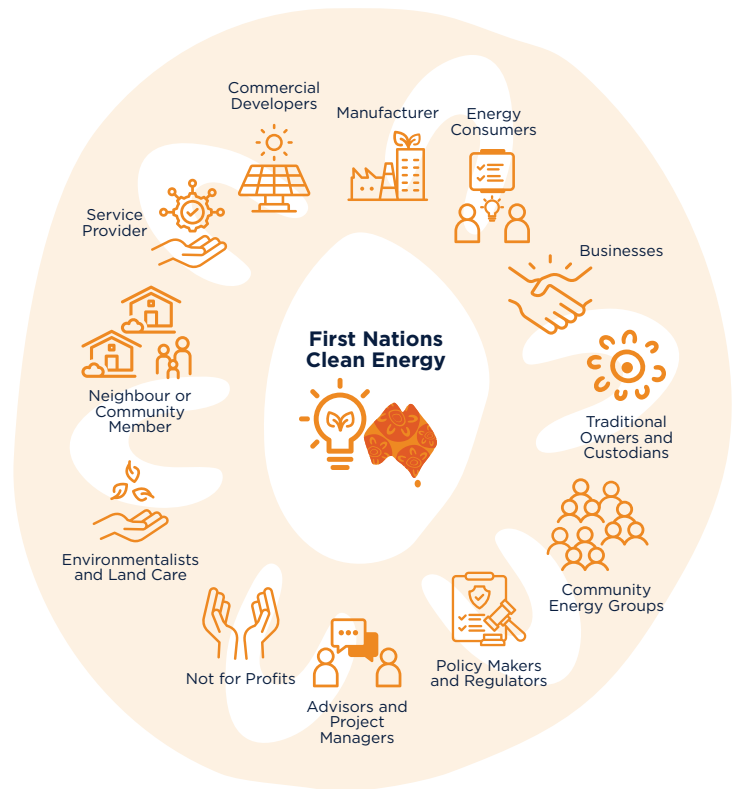 Commercial
Developers
Manufacturer
Energy
Consumers
Service
Provider
Businesses
First Nations
Clean Energy
Neighbour or
Community
Member
Traditional
Owners and
Custodians
Environmentalists
and Land Care
Community
Energy Groups
Not for Profits
Policy Makers
and Regulators
Advisors and
Project
Managers